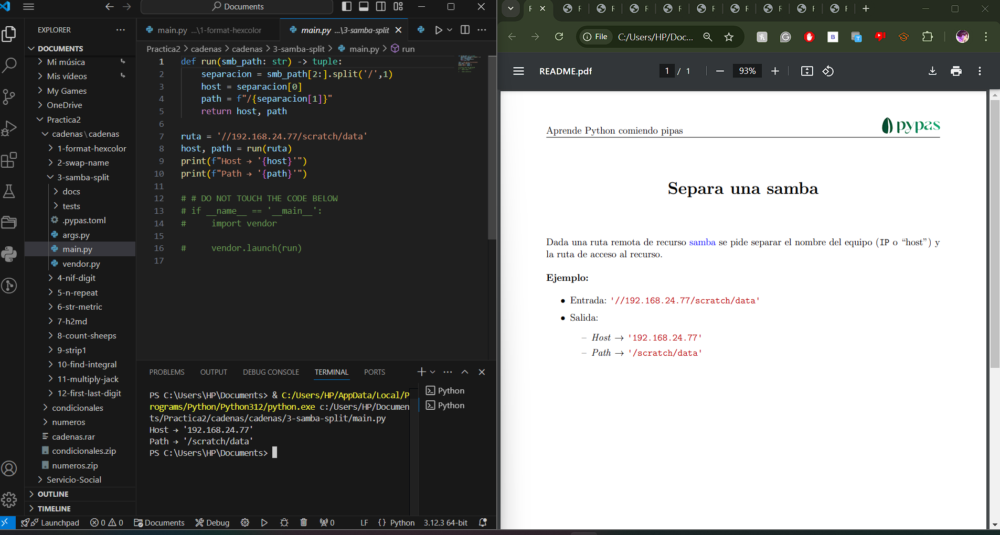 Documents
EXPLORER
DOCUMENTS
Mi música
Mis vídeos
My Games
OneDrive
Practica2
cadenas\cadenas
1-format-hexcolor
2-swap-name
3-samba-split
docs
tests
.pypas.toml
args.py
main.py
vendor.py
4-nif-digit
5-n-repeat
6-str-metric
7-h2md
8-count-sheeps
9-strip1
10-find-integral
11-multiply-jack
12-first-last-digit
condicionales
numeros
cadenas.rar
condicionales.zip
numeros.zip
Servicio-Social
OUTLINE
TIMELINE
main.py ...\1-format-hexcolor
main.py ...\3-samba-split
Practica2 > cadenas > cadenas > 3-samba-split > main.py > run
1 def run(smb_path: str) -> tuple:
2 separacion = smb_path[2:].split('/',1)
3 host = separacion[0]
4 path = f"/{separacion[1]}"
5 return host, path
6
7 ruta = '//192.168.24.77/scratch/data'
8 host, path = run(ruta)
9 print(f"Host → '{host}'")
10 print(f"Path → '{path}'")
11
12 # # DO NOT TOUCH THE CODE BELOW
13 # if __name__ == '__main__':
14 # import vendor
15
16 # vendor.launch(run)
17
PROBLEMS OUTPUT DEBUG CONSOLE TERMINAL PORTS
PS C:\Users\HP\Documents> & C:/Users/HP/AppData/Local/P
rograms/Python/Python312/python.exe c:/Users/HP/Documen
ts/Practica2/cadenas/cadenas/3-samba-split/main.py
Host → '192.168.24.77'
Path → '/scratch/data'
PS C:\Users\HP\Documents>
Python
Python
Launchpad 0 0 Documents Debug 0 LF {} Python 3.12.3 64-bit
File C:/Users/HP/Doc...
README.pdf 1 / 1 93%
Aprende Python comiendo pipas
pypas
Separa una samba
Dada una ruta remota de recurso samba se pide separar el nombre del equipo (IP o “host”) y
la ruta de acceso al recurso.
Ejemplo:
• Entrada: '//192.168.24.77/scratch/data'
• Salida:
– Host → '192.168.24.77'
– Path → '/scratch/data'